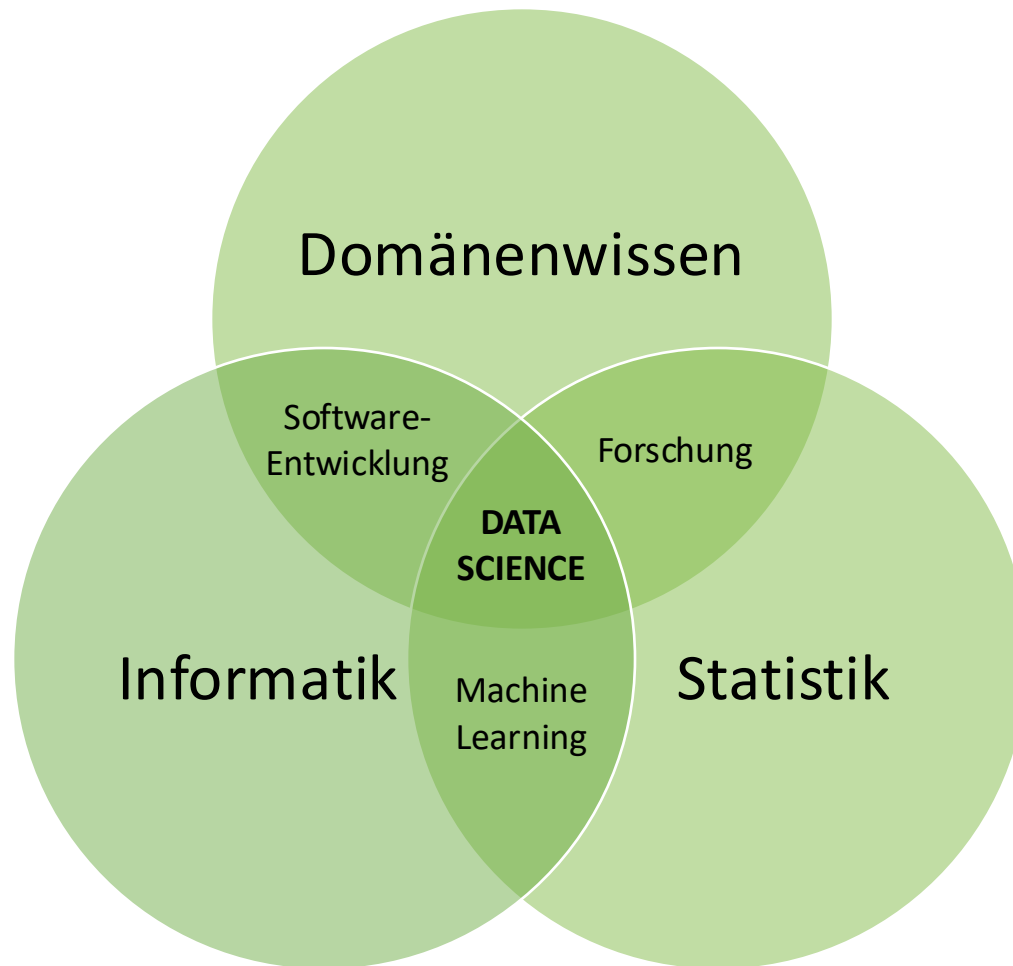 Domänenwissen
Software-
Entwicklung
Forschung
DATA
SCIENCE
Informatik
Statistik
Machine
Learning